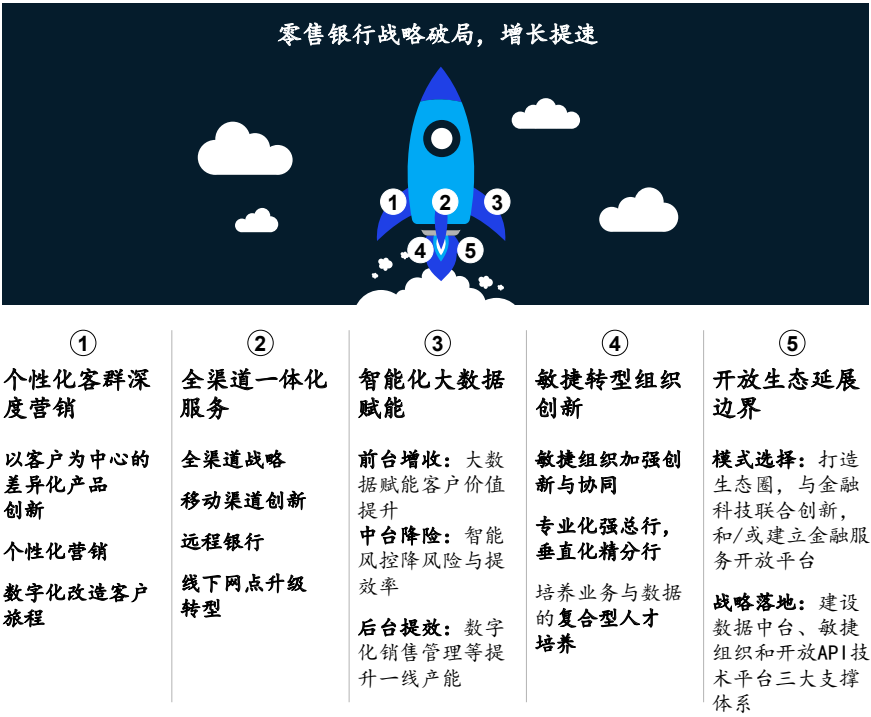 零售银行战略破局，增长提速
1
2
3
4
5
1
个性化客群深
度营销
以客户为中心的
差异化产品
创新
个性化营销
数字化改造客户
旅程
2
全渠道一体化
服务
全渠道战略
移动渠道创新
远程银行
线下网点升级
转型
3
智能化大数据
赋能
前台增收：大数
据赋能客户价值
提升
中台降险：智能
风控降风险与提
效率
后台提效：数字
化销售管理等提
升一线产能
4
敏捷转型组织
创新
敏捷组织加强创
新与协同
专业化强总行，
垂直化精分行
培养业务与数据
的复合型人才
培养
5
开放生态延展
边界
模式选择：打造
生态圈，与金融
科技联合创新，
和/或建立金融服
务开放平台
战略落地：建设
数据中台、敏捷
组织和开放API技
术平台三大支撑
体系